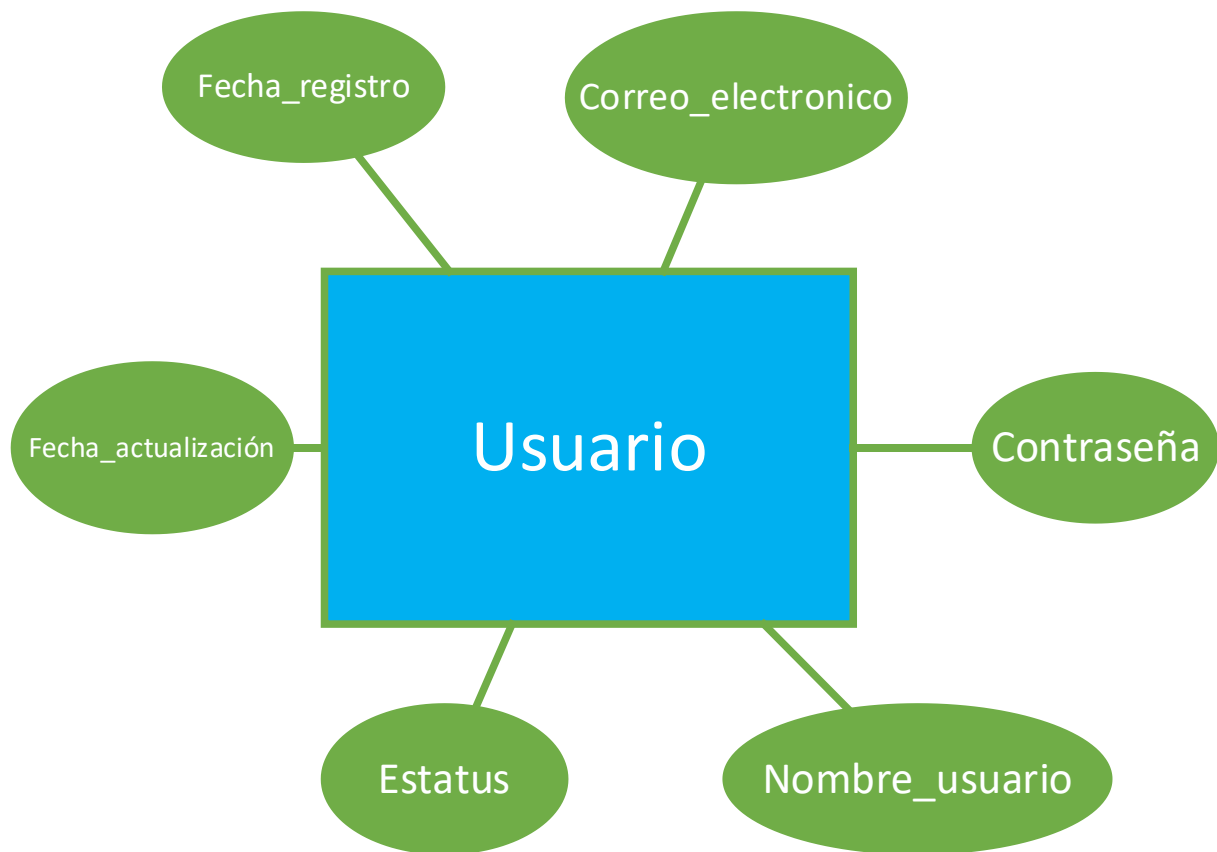 Fecha_registro
Correo_electronico
Fecha_actualización
Usuario
Contraseña
Estatus
Nombre_usuario